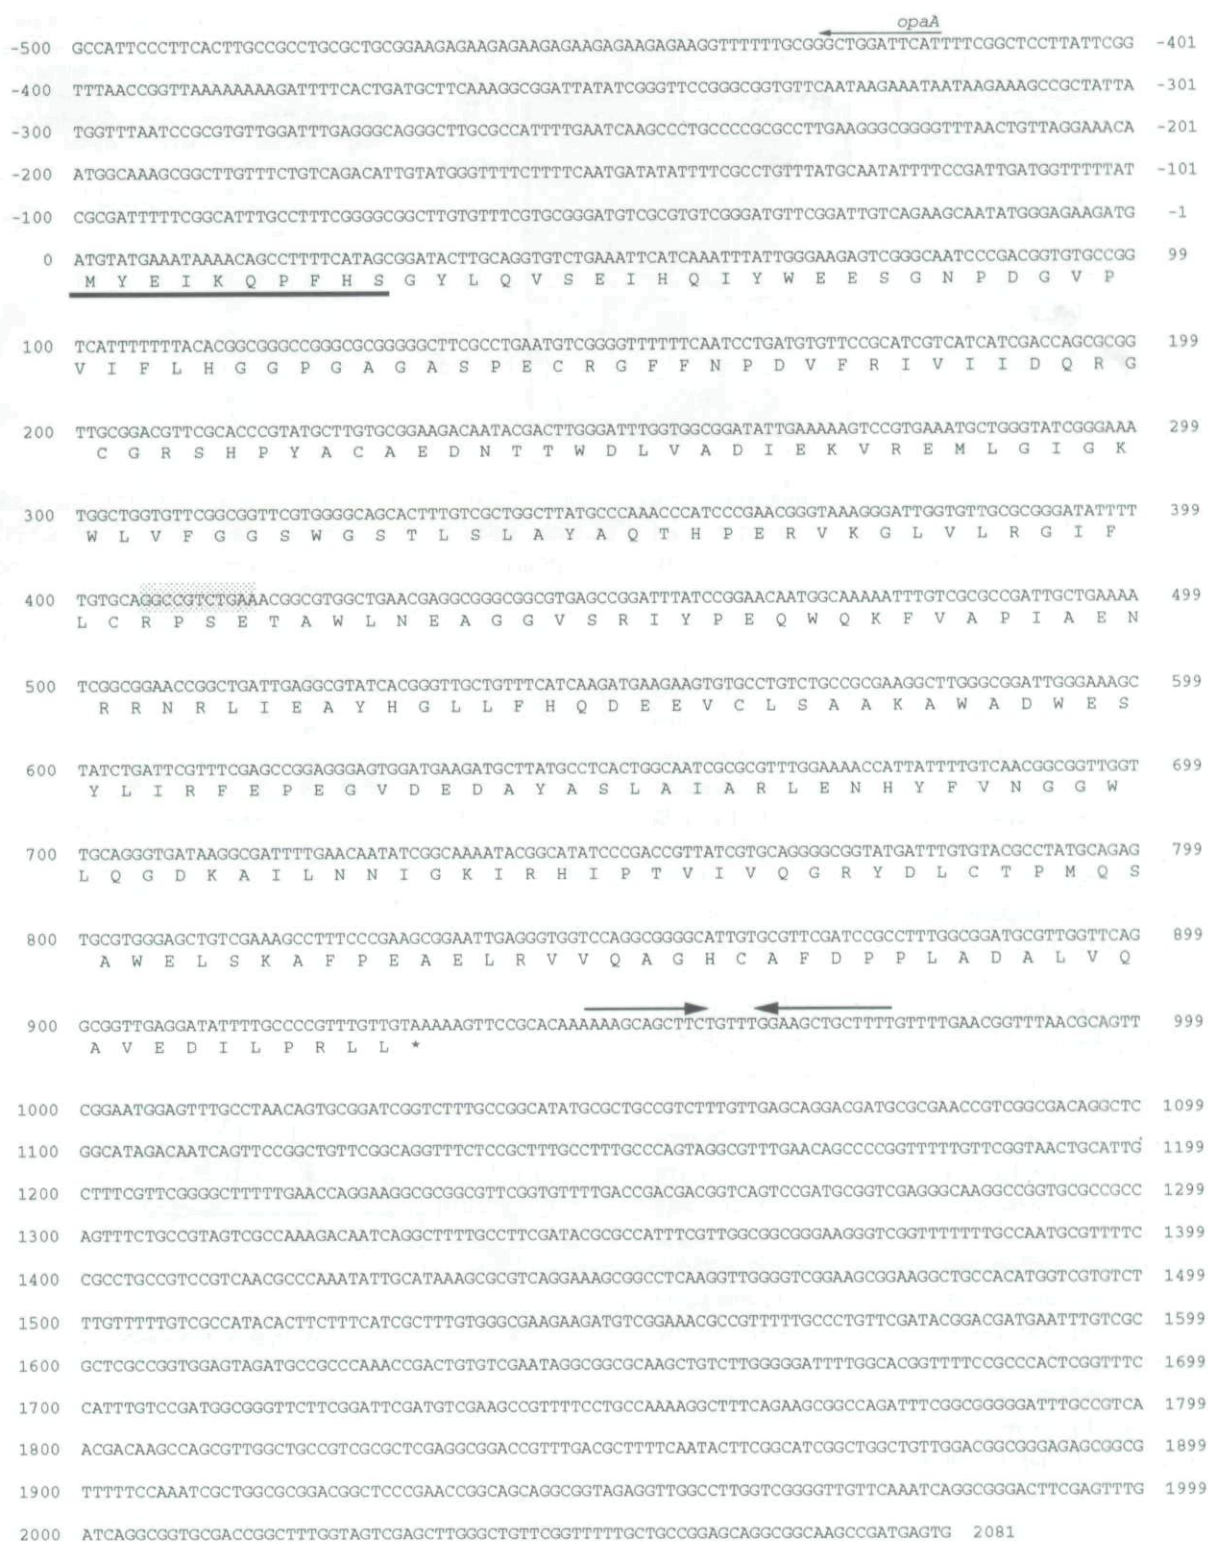 opaA
-500 GCCATTCCCTTCACTTGCCGCCTGCGCTGCGGAAGAGAAGAGAAGAGAAGAGAAGAGAAGGTTTTTTGCGGGCTGGATTCATTTTCGGCTCCTTATTCGG -401
-400 TTTAACCGGTTAAAAAAAAGATTTTCACTGATGCTTCAAAGGCGGATTATATCGGGTTCCGGGCGGTGTTCAATAAGAAATAATAAGAAAGCCGCTATTA -301
-300 TGGTTTAATCCGCGTGTTGGATTTGAGGGCAGGGCTTGCGCCATTTTGAATCAAGCCCTGCCCCGCGCCTTGAAGGGCGGGGTTTAACTGTTAGGAAACA -201
-200 ATGGCAAAGCGGCTTGTTTCTGTCAGACATTGTATGGGTTTTCTTTTTCAATGATATATTTTCGCCTGTTTATGCAATATTTTCCGATTGATGGTTTTTAT -101
-100 CGCGATTTTTCGGCATTTGCCTTTCGGGGCGGCTTGTGTTTCGTGCGGGATGTCGCGTGTCGGGATGTTCGGATTGTCAGAAGCAATATGGGAGAAGATG -1
0 ATGTATGAAATAAAACAGCCTTTTCATAGCGGATACTTGCAGGTGTCTGAAATTCATCAAATTTATTGGGAAGAGTCGGGCAATCCCGACGGTGTGCCGG 99
M Y E I K Q P F H S G Y L Q V S E I H Q I Y W E E S G N P D G V P
100 TCATTTTTTTACACGGCGGGCCGGGCGCGGGGGCTTCGCCTGAATGTCGGGGTTTTTTCAATCCTGATGTGTTCCGCATCGTCATCATCGACCAGCGCGG 199
V I F L H G G P G A G A S P E C R G F F N P D V F R I V I I D Q R G
200 TTGCGGACGTTCGCACCCGTATGCTTGTGCGGAAGACAATACGACTTGGGATTTGGTGGCGGATATTGAAAAAGTCCGTGAAATGCTGGGTATCGGGAAA 299
C G R S H P Y A C A E D N T T W D L V A D I E K V R E M L G I G K
300 TGGCTGGTGTTCGGCGGTTCGTGGGGCAGCACTTTGTCGCTGGCTTATGCCCAAACCCATCCCGAACGGGTAAAGGGATTGGTGTTGCGCGGGATATTTT 399
W L V F G G S W G S T L S L A Y A Q T H P E R V K G L V L R G I F
400 TGTGCAGGCCGTCTGAAACGGCGTGGCTGAACGAGGCGGGCGGCGTGAGCCGGATTTATCCGGAACAATGGCAAAAATTTGTCGCGCCGATTGCTGAAAA 499
L C R P S E T A W L N E A G G V S R I Y P E Q W Q K F V A P I A E N
500 TCGGCGGAACCGGCTGATTGAGGCGTATCACGGGTTGCTGTTTCATCAAGATGAAGAAGTGTGCCTGTCTGCCGCGAAGGCTTGGGCGGATTGGGAAAGC 599
R R N R L I E A Y H G L L F H Q D E E V C L S A A K A W A D W E S
600 TATCTGATTCGTTTCGAGCCGGAGGGAGTGGATGAAGATGCTTATGCCTCACTGGCAATCGCGCGTTTGGAAAACCATTATTTTGTCAACGGCGGTTGGT 699
Y L I R F E P E G V D E D A Y A S L A I A R L E N H Y F V N G G W
700 TGCAGGGTGATAAGGCGATTTTGAACAATATCGGCAAAATACGGCATATCCCGACCGTTATCGTGCAGGGGCGGTATGATTTGTGTACGCCTATGCAGAG 799
L Q G D K A I L N N I G K I R H I P T V I V Q G R Y D L C T P M Q S
800 TGCGTGGGAGCTGTCGAAAGCCTTTCCCGAAGCGGAATTGAGGGTGGTCCAGGCGGGGCATTGTGCGTTCGATCCGCCTTTGGCGGATGCGTTGGTTCAG 899
A W E L S K A F P E A E L R V V Q A G H C A F D P P L A D A L V Q
900 GCGGTTGAGGATATTTTGCCCCGTTTGTTGTAAAAAGTTCCGCACAAAAAAGCAGCTTCTGTTTGGAAGCTGCTTTTGTTTTGAACGGTTTAACGCAGTT 999
A V E D I L P R L L *
1000 CGGAATGGAGTTTGCCTAACAGTGCGGATCGGTCTTTGCCGGCATATGCGCTGCCGTCTTTGTTGAGCAGGACGATGCGCGAACCGTCGGCGACAGGCTC 1099
1100 GGCATAGACAATCAGTTCCGGCTGTTCGGCAGGTTTCTCCGCTTTGCCTTTGCCCAGTAGGCGTTTGAACAGCCCCGGTTTTTGTTCGGTAACTGCATTG 1199
1200 CTTTCGTTCGGGGCTTTTTGAACCAGGAAGGCGCGGCGTTCGGTGTTTTGACCGACGACGGTCAGTCCGATGCGGTCGAGGGCAAGGCCGGTGCGCCGCC 1299
1300 AGTTTCTGCCGTAGTCGCCAAAGACAATCAGGCTTTTGCCTTCGATACGCGCCATTTCGTTGGCGGCGGGAAGGGTCGGTTTTTTTGCCAATGCGTTTTC 1399
1400 CGCCTGCCGTCCGTCAACGCCCAAATATTGCATAAAGCGCGTCAGGAAAGCGGCCTCAAGGTTGGGGTCGGAAGCGGAAGGCTGCCACATGGTCGTGTCT 1499
1500 TTGTTTTTGTCGCCATACACTTCTTTCATCGCTTTGTGGGCGAAGAAGATGTCGGAAACGCCGTTTTTGCCCTGTTCGATACGGACGATGAATTTGTCGC 1599
1600 GCTCGCCGGTGGAGTAGATGCCGCCCAAACCGACTGTGTCGAATAGGCGGCGCAAGCTGTCTTGGGGGATTTTGGCACGGTTTTCCGCCCACTCGGTTTC 1699
1700 CATTTGTCCGATGGCGGGTTCTTCGGATTCGATGTCGAAGCCGTTTTCCTGCCAAAAGGCTTTCAGAAGCGGCCAGATTTCGGCGGGGGATTTGCCGTCA 1799
1800 ACGACAAGCCAGCGTTGGCTGCCGTCGCGCTCGAGGCGGACCGTTTGACGCTTTTCAATACTTCGGCATCGGCTGGCTGTTGGACGGCGGGAGAGCGGCG 1899
1900 TTTTTCCAAATCGCTGGCGCGGACGGCTCCCGAACCGGCAGCAGGCGGTAGAGGTTGGCCTTGGTCGGGGTTGTTCAAATCAGGCGGGACTTCGAGTTTG 1999
2000 ATCAGGCGGTGCGACCGGCTTTGGTAGTCGAGCTTGGGCTGTTCGGTTTTTGCTGCCGGAGCAGGCGGCAAGCCGATGAGTG 2081